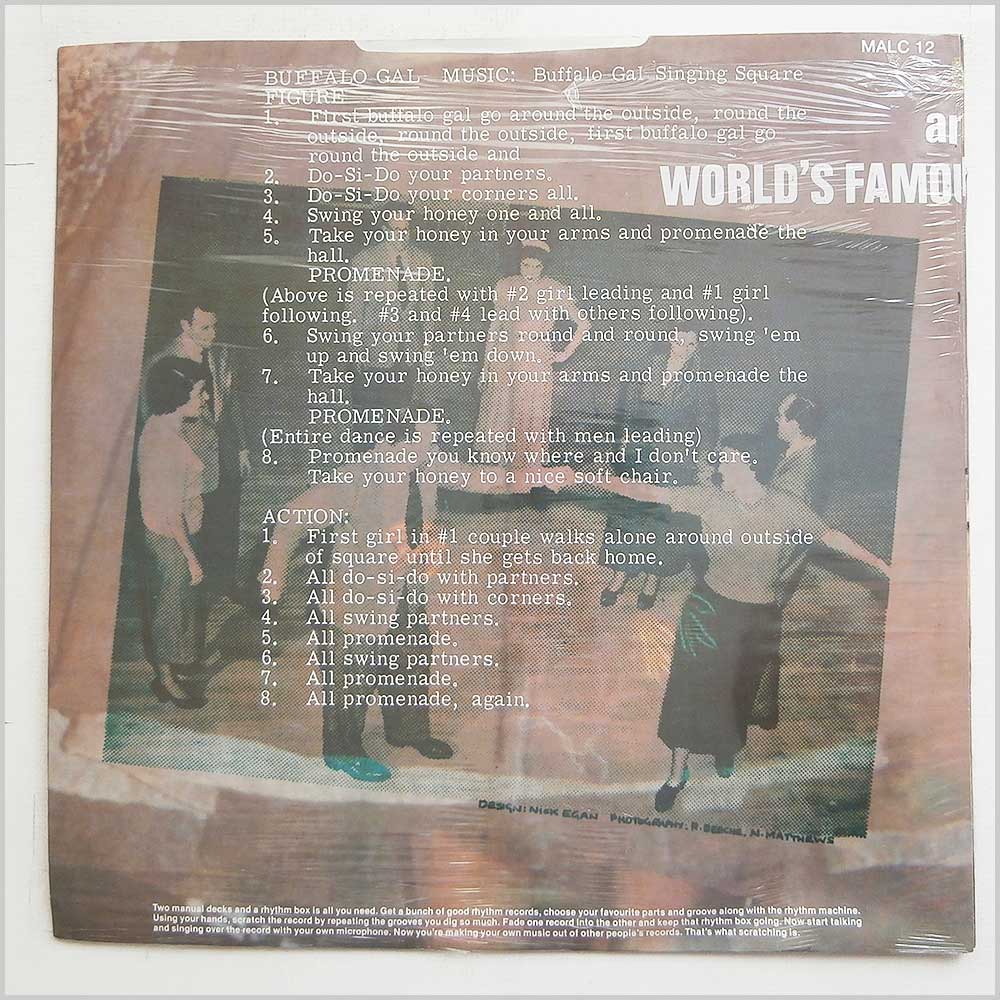 MALC 12
an
WORLD'S FAMOU
BUFFALO GAL MUSIC: Buffalo Gal Singing Square
FIGURE
1. First buffalo gal go around the outside, round the
outside, round the outside, first buffalo gal go
round the outside and
2. Do-Si-Do your partners.
3. Do-Si-Do your corners all.
4. Swing your honey one and all.
5. Take your honey in your arms and promenade the
hall.
PROMENADE.
(Above is repeated with #2 girl leading and #1 girl
following. #3 and #4 lead with others following).
6. Swing your partners round and round, swing 'em
up and swing 'em down.
7. Take your honey in your arms and promenade the
hall.
PROMENADE.
(Entire dance is repeated with men leading)
8. Promenade you know where and I don't care.
Take your honey to a nice soft chair.
ACTION:
1. First girl in #1 couple walks alone around outside
of square until she gets back home.
2. All do-si-do with partners.
3. All do-si-do with corners.
4. All swing partners.
5. All promenade.
6. All swing partners.
7. All promenade.
8. All promenade, again.
DESIGN: NICK EGAN PHOTOGRAPHY: R. BEECHE, N. MATTHEWS
Two manual decks and a rhythm box is all you need. Get a bunch of good rhythm records, choose your favourite parts and groove along with the rhythm machine.
Using your hands, scratch the record by repeating the grooves you dig so much. Fade one record into the other and keep that rhythm box going. Now start talking
and singing over the record with your own microphone. Now you're making your own music out of other people's records. That's what scratching is.